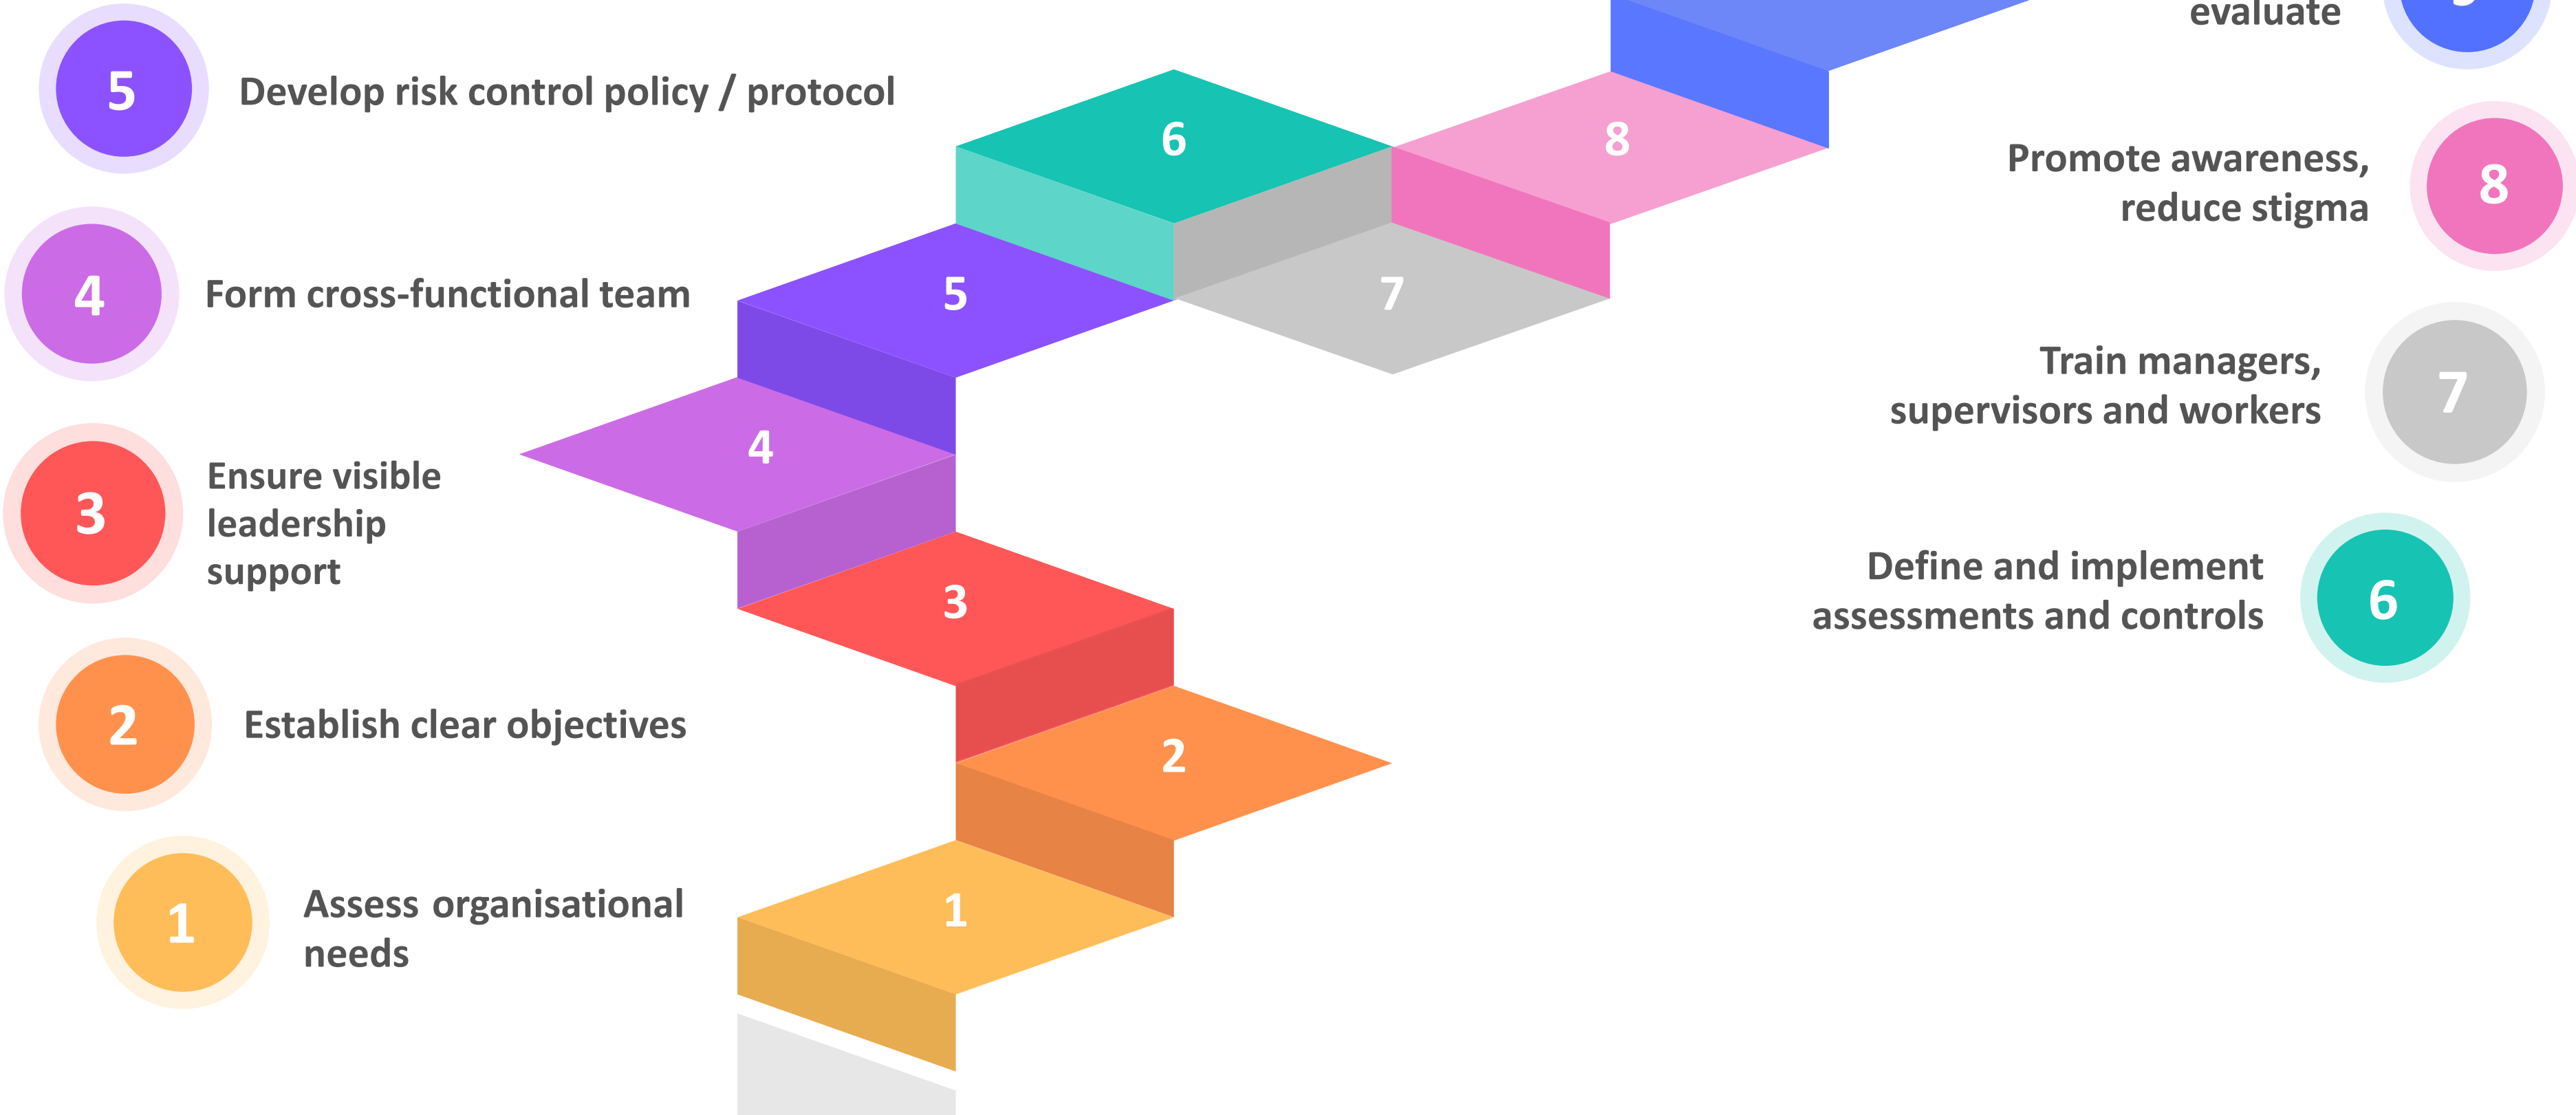 5
Develop risk control policy / protocol
4
Form cross-functional team
3
Ensure visible
leadership
support
2
Establish clear objectives
1
Assess organisational
needs
6
8
5
7
4
3
2
1
evaluate
8
Promote awareness,
reduce stigma
7
Train managers,
supervisors and workers
6
Define and implement
assessments and controls